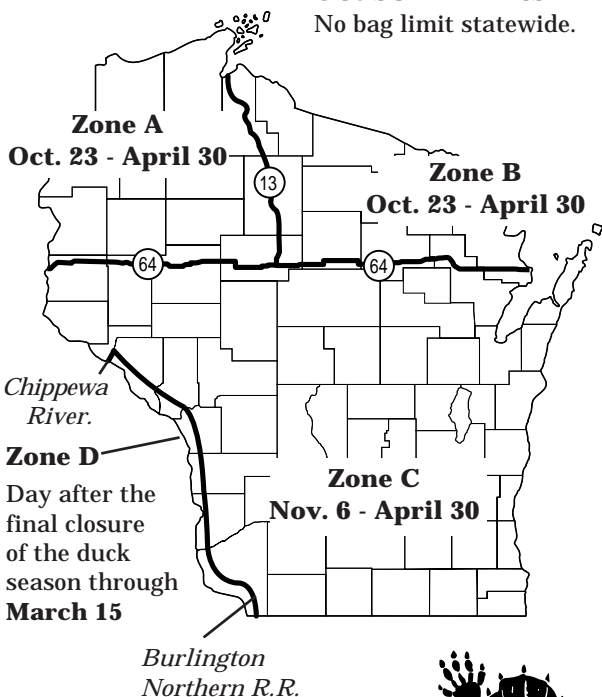 No bag limit statewide.
Zone A
Oct. 23 - April 30
13
Zone B
Oct. 23 - April 30
64
64
Chippewa
River.
Zone D
Day after the
final closure
of the duck
season through
March 15
Zone C
Nov. 6 - April 30
Burlington
Northern R.R.